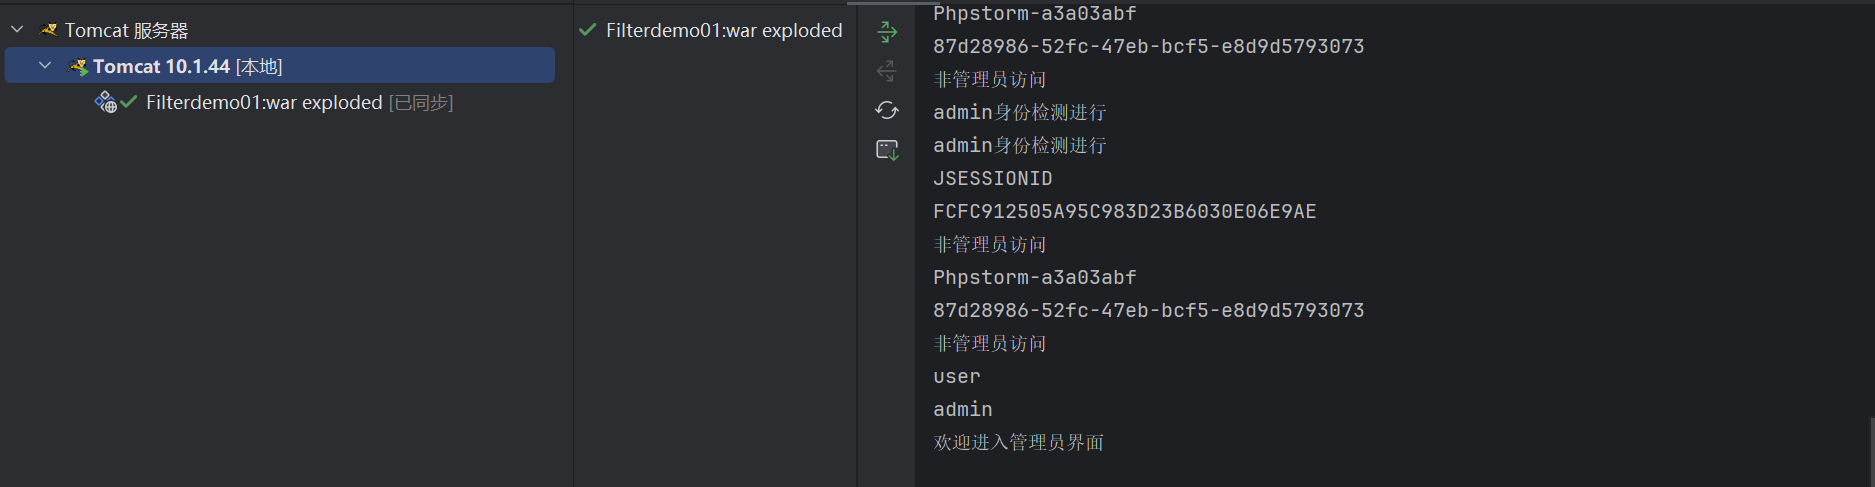 Tomcat 服务器
Tomcat 10.1.44 [本地]
Filterdemo01:war exploded [已同步]
Filterdemo01:war exploded
Phpstorm-a3a03abf
87d28986-52fc-47eb-bcf5-e8d9d5793073
非管理员访问
admin身份检测进行
admin身份检测进行
JSESSIONID
FCFC912505A95C983D23B6030E06E9AE
非管理员访问
Phpstorm-a3a03abf
87d28986-52fc-47eb-bcf5-e8d9d5793073
非管理员访问
user
admin
欢迎进入管理员界面